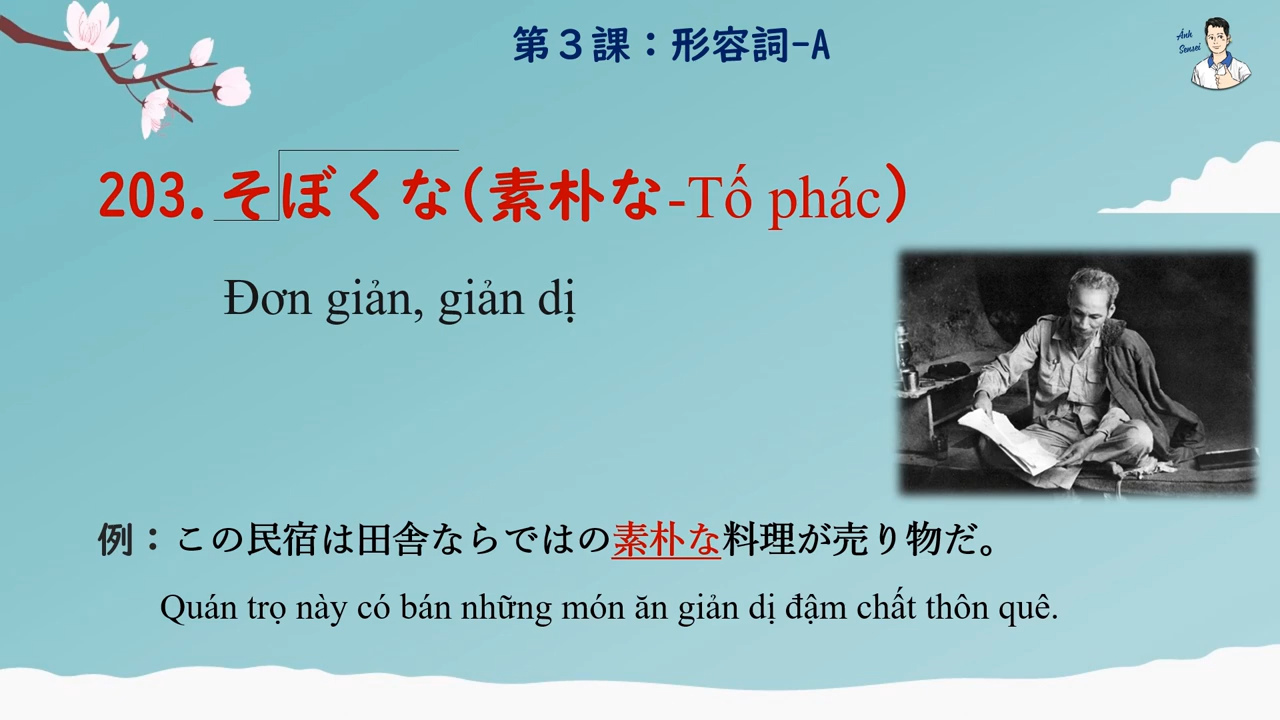 第３課：形容詞-A
Anh
Sensei
203.そぼくな(素朴な-Tố phác)
Đơn giản, giản dị
例：この民宿は田舎ならではの素朴な料理が売り物だ。
Quán trọ này có bán những món ăn giản dị đậm chất thôn quê.